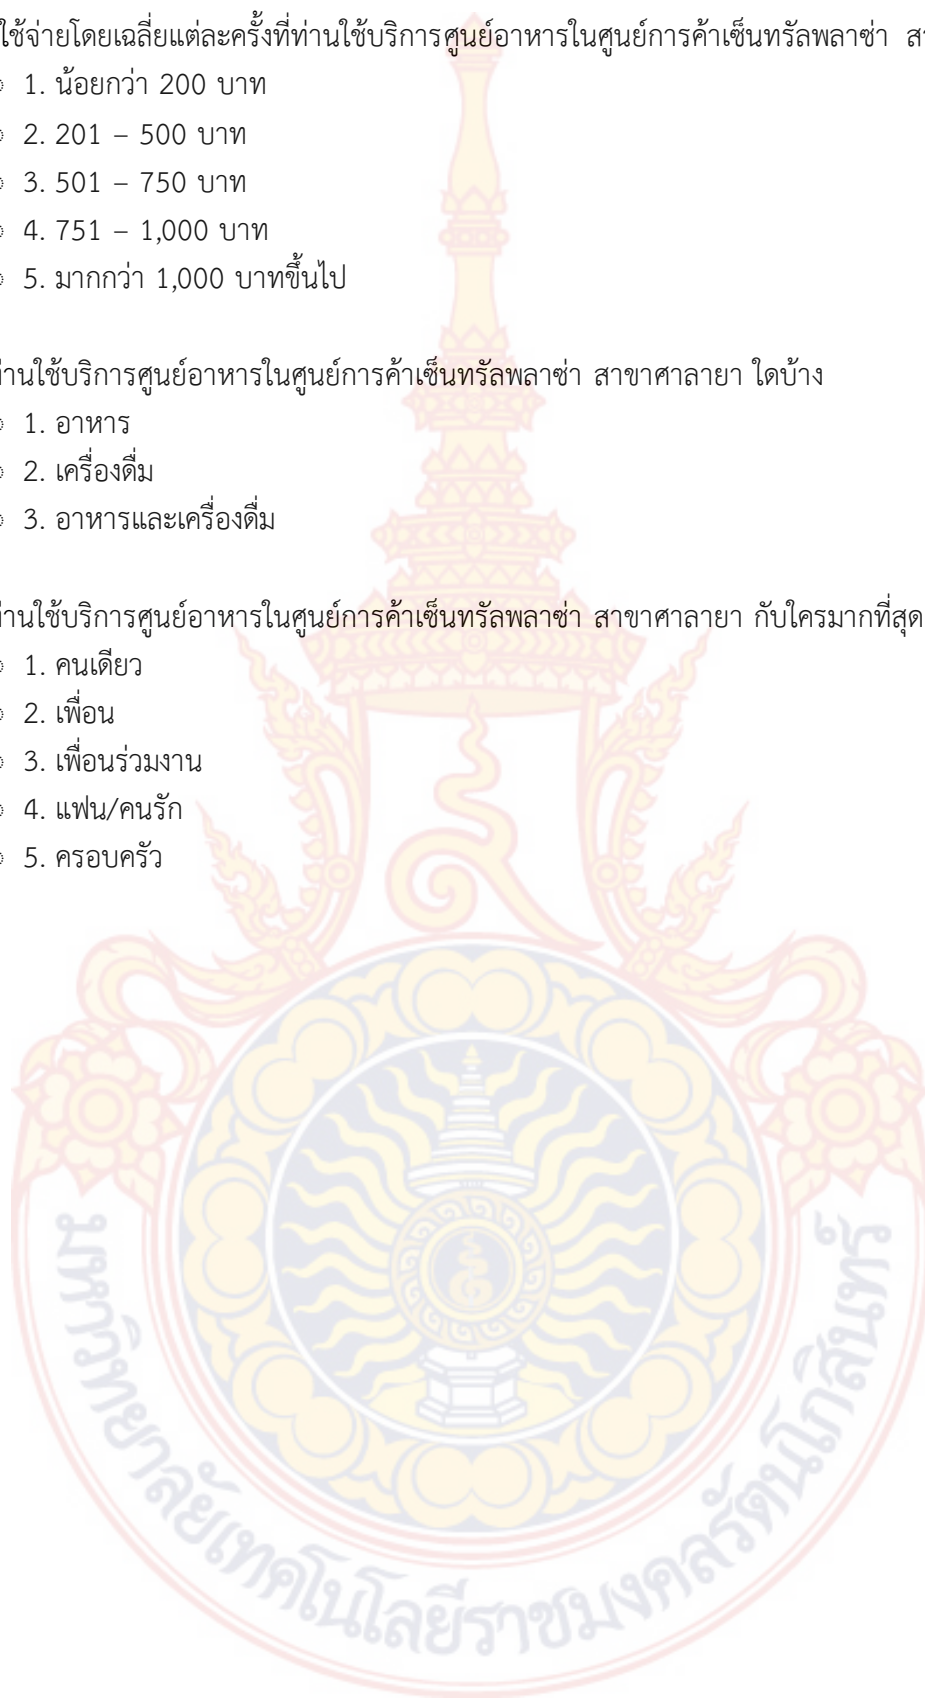 ใช้จ่ายโดยเฉลี่ยแต่ละครั้งที่ท่านใช้บริการศูนย์อาหารในศูนย์การค้าเซ็นทรัลพลาซ่า
1. น้อยกว่า 200 บาท
2. 201 – 500 บาท
3. 501 – 750 บาท
4. 751 – 1,000 บาท
5. มากกว่า 1,000 บาทขึ้นไป
ท่านใช้บริการศูนย์อาหารในศูนย์การค้าเซ็นทรัลพลาซ่า สาขาศาลายา ใดบ้าง
1. อาหาร
2. เครื่องดื่ม
3. อาหารและเครื่องดื่ม
ท่านใช้บริการศูนย์อาหารในศูนย์การค้าเซ็นทรัลพลาซ่า สาขาศาลายา กับใครมากที่สุด
1. คนเดียว
2. เพื่อน
3. เพื่อนร่วมงาน
4. แฟน/คนรัก
5. ครอบครัว
มหาวิทยาลัยเทคโนโลยีราชมงคลรัตนโกสินทร์